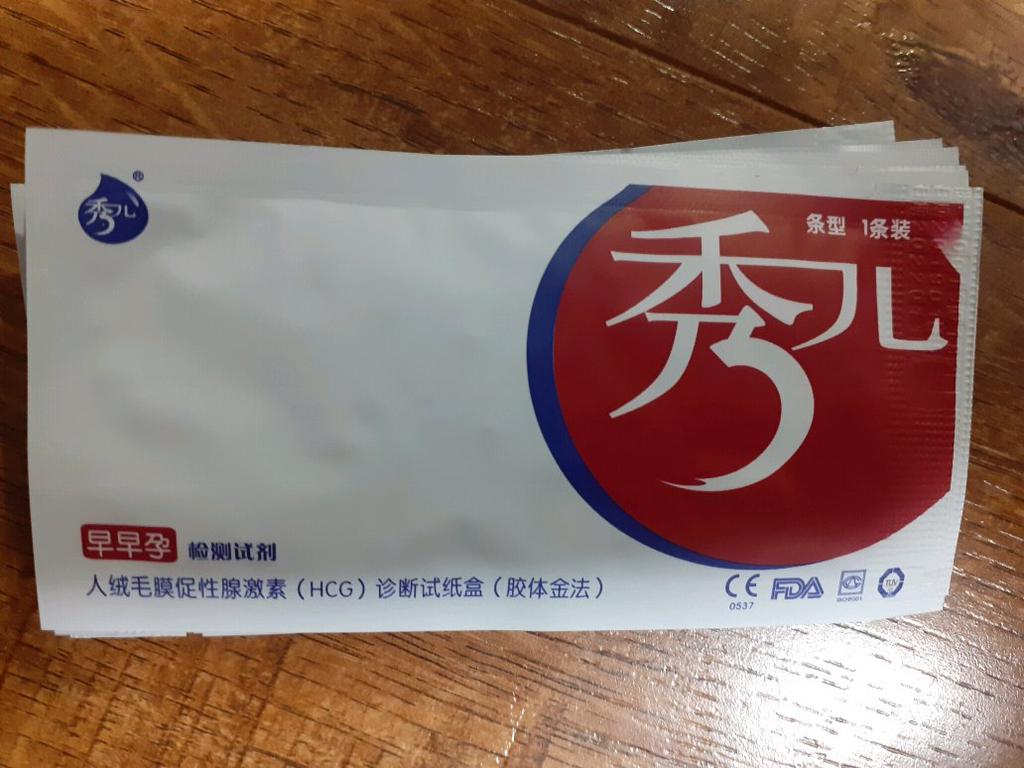 秀儿®
条型 1条装
秀儿
早早孕 检测试剂
人绒毛膜促性腺激素（HCG）诊断试纸盒（胶体金法）
CE FDA TUV
0537 ISO9001